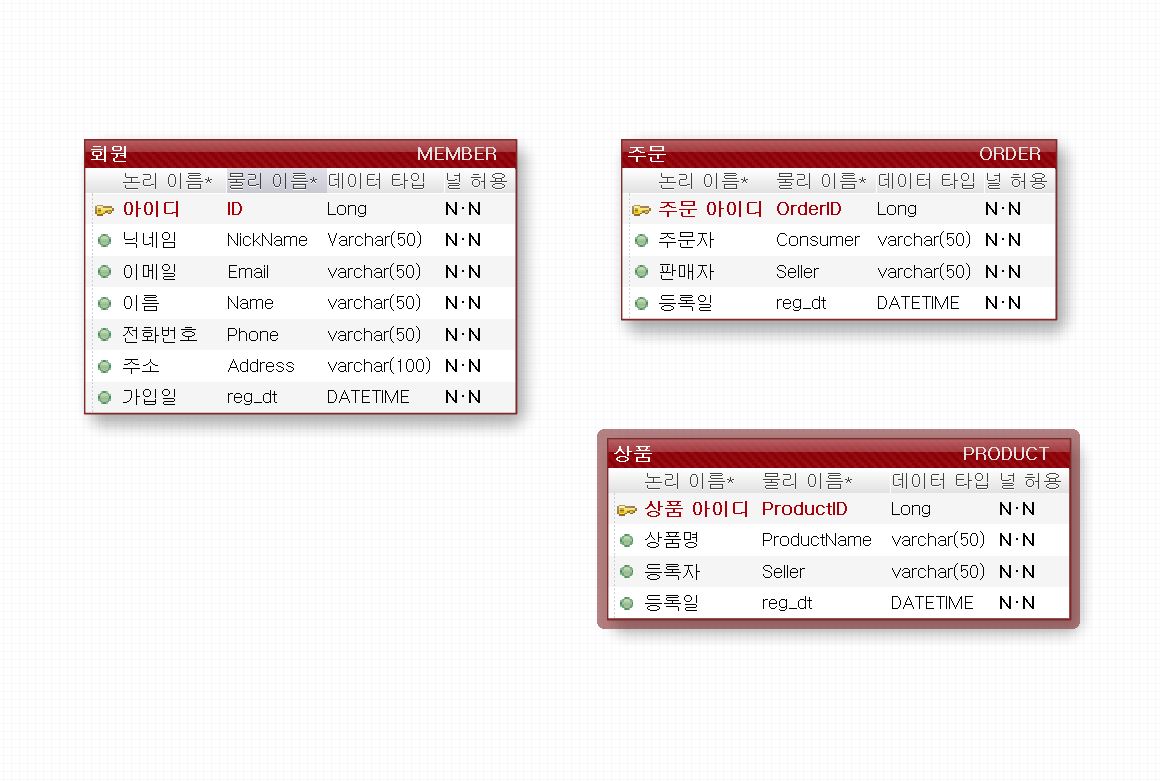 회원 MEMBER
논리 이름* 물리 이름* 데이터 타입 널 허용
아이디 ID Long N·N
닉네임 NickName Varchar(50) N·N
이메일 Email varchar(50) N·N
이름 Name varchar(50) N·N
전화번호 Phone varchar(50) N·N
주소 Address varchar(100) N·N
가입일 reg_dt DATETIME N·N
주문 ORDER
논리 이름* 물리 이름* 데이터 타입 널 허용
주문 아이디 OrderID Long N·N
주문자 Consumer varchar(50) N·N
판매자 Seller varchar(50) N·N
등록일 reg_dt DATETIME N·N
상품 PRODUCT
논리 이름* 물리 이름* 데이터 타입 널 허용
상품 아이디 ProductID Long N·N
상품명 ProductName varchar(50) N·N
등록자 Seller varchar(50) N·N
등록일 reg_dt DATETIME N·N